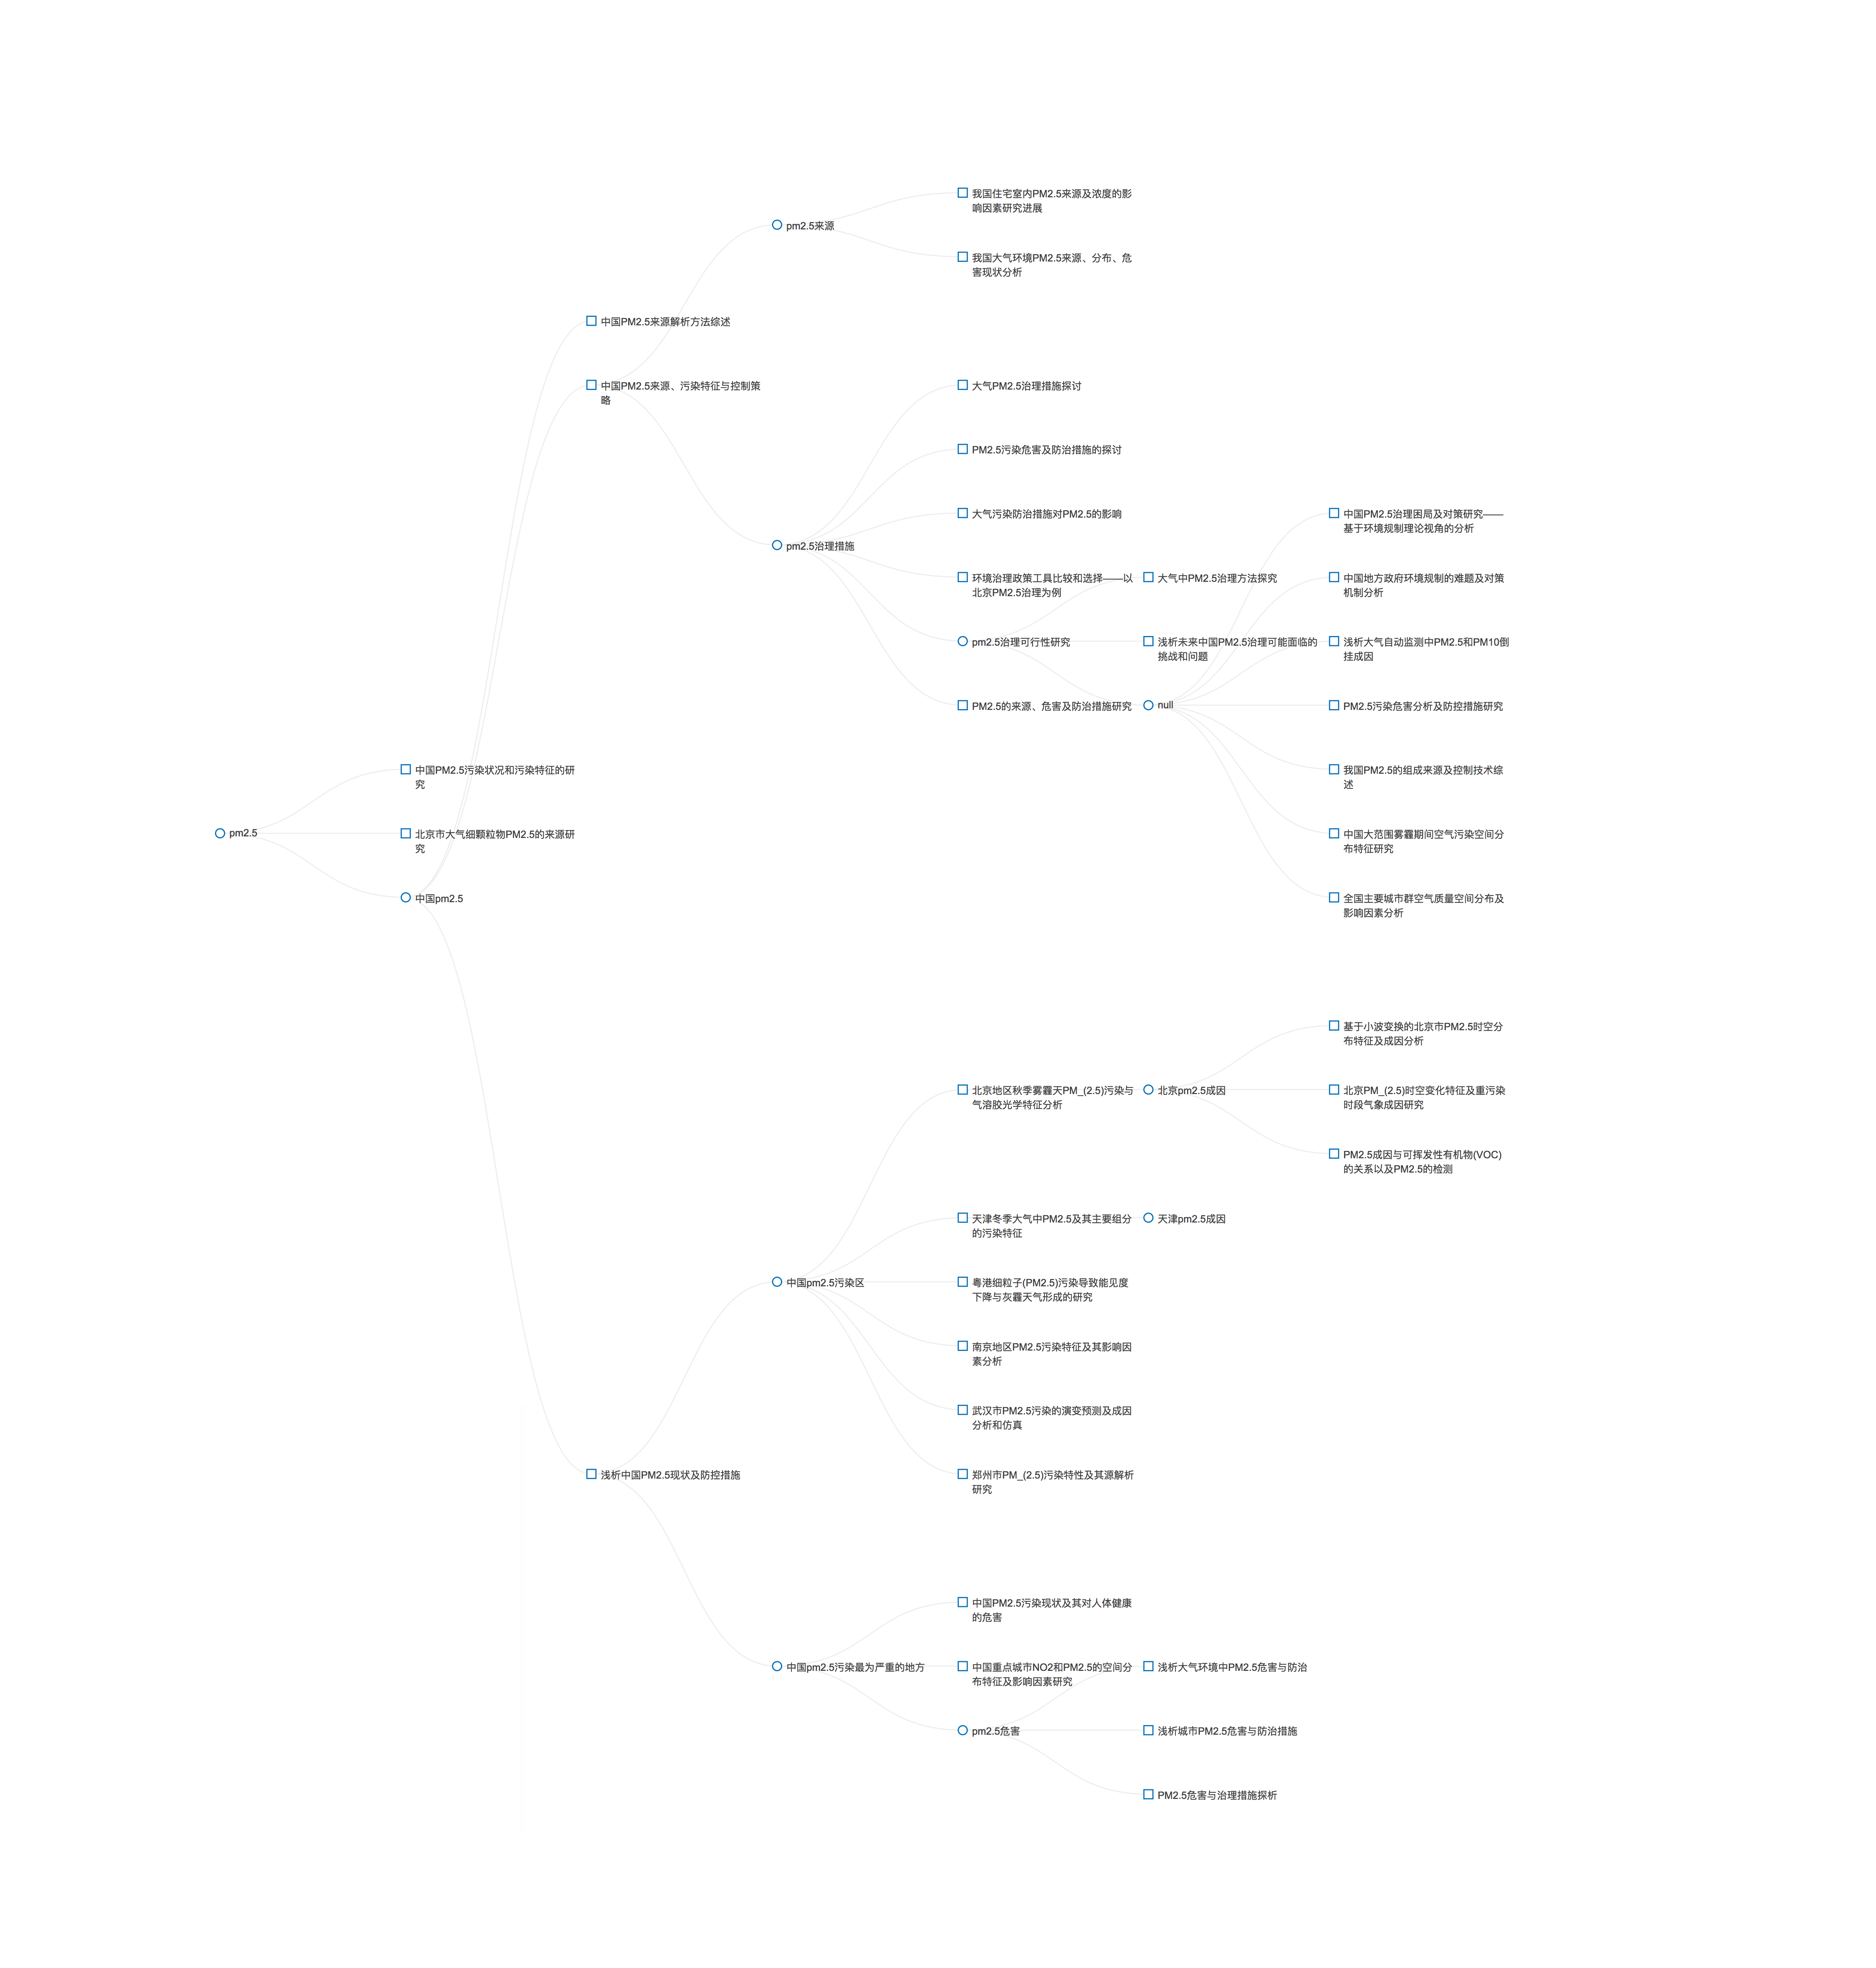 我国住宅室内PM2.5来源及浓度的影
响因素研究进展
pm2.5来源
我国大气环境PM2.5来源、分布、危
害现状分析
中国PM2.5来源解析方法综述
中国PM2.5来源、污染特征与控制策
略
大气PM2.5治理措施探讨
PM2.5污染危害及防治措施的探讨
大气污染防治措施对PM2.5的影响
中国PM2.5治理困局及对策研究——
基于环境规制理论视角的分析
pm2.5治理措施
环境治理政策工具比较和选择——以
北京PM2.5治理为例
大气中PM2.5治理方法探究
中国地方政府环境规制的难题及对策
机制分析
pm2.5治理可行性研究
浅析未来中国PM2.5治理可能面临的
挑战和问题
浅析大气自动监测中PM2.5和PM10倒
挂成因
PM2.5的来源、危害及防治措施研究
null
PM2.5污染危害分析及防控措施研究
中国PM2.5污染状况和污染特征的研
究
我国PM2.5的组成来源及控制技术综
述
pm2.5
北京市大气细颗粒物PM2.5的来源研
究
中国大范围雾霾期间空气污染空间分
布特征研究
中国pm2.5
全国主要城市群空气质量空间分布及
影响因素分析
基于小波变换的北京市PM2.5时空分
布特征及成因分析
北京地区秋季雾霾天PM_(2.5)污染与
气溶胶光学特征分析
北京pm2.5成因
北京PM_(2.5)时空变化特征及重污染
时段气象成因研究
PM2.5成因与可挥发性有机物(VOC)
的关系以及PM2.5的检测
天津冬季大气中PM2.5及其主要组分
的污染特征
天津pm2.5成因
中国pm2.5污染区
粤港细粒子(PM2.5)污染导致能见度
下降与灰霾天气形成的研究
南京地区PM2.5污染特征及其影响因
素分析
武汉市PM2.5污染的演变预测及成因
分析和仿真
浅析中国PM2.5现状及防控措施
郑州市PM_(2.5)污染特性及其源解析
研究
中国PM2.5污染现状及其对人体健康
的危害
中国pm2.5污染最为严重的地方
中国重点城市NO2和PM2.5的空间分
布特征及影响因素研究
浅析大气环境中PM2.5危害与防治
pm2.5危害
浅析城市PM2.5危害与防治措施
PM2.5危害与治理措施探析